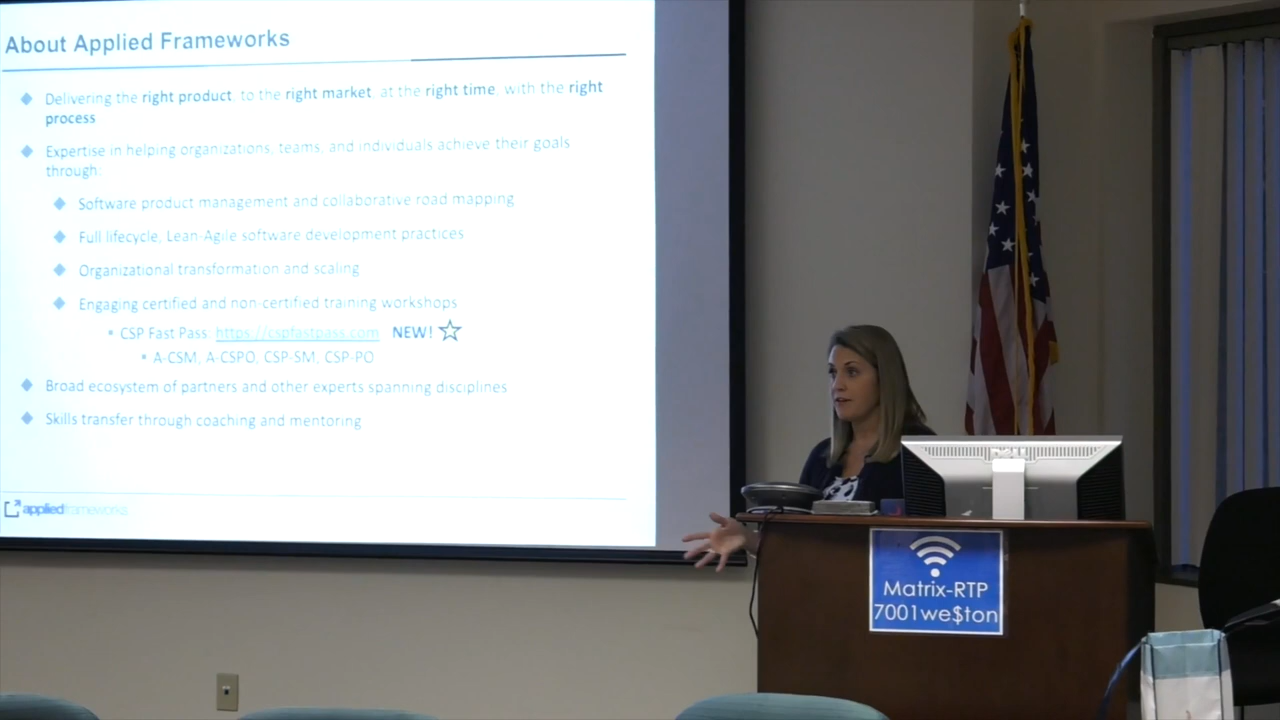 About Applied Frameworks
Delivering the right product, to the right market, at the right time, with the right
process
Expertise in helping organizations, teams, and individuals achieve their goals
through:
Software product management and collaborative road mapping
Full lifecycle, Lean-Agile software development practices
Organizational transformation and scaling
Engaging certified and non-certified training workshops
CSP Fast Pass https://cspfastpass.com NEW!
A-CSM, A-CSPO, CSP-SM, CSP-PO
Broad ecosystem of partners and other experts spanning disciplines
Skills transfer through coaching and mentoring
appliedframeworks
Matrix-RTP
7001we$ton